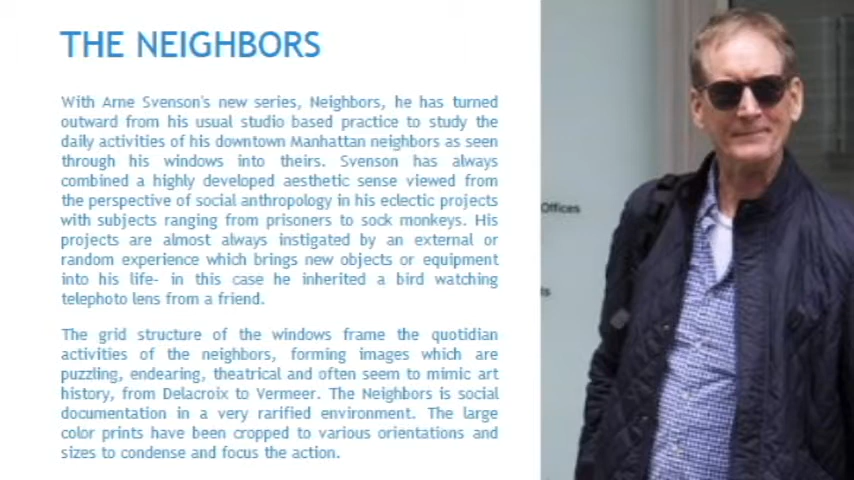 THE NEIGHBORS
With Arne Svenson's new series, Neighbors, he has turned
outward from his usual studio based practice to study the
daily activities of his downtown Manhattan neighbors as seen
through his windows into theirs. Svenson has always
combined a highly developed aesthetic sense viewed from
the perspective of social anthropology in his eclectic projects
with subjects ranging from prisoners to sock monkeys. His
projects are almost always instigated by an external or
random experience which brings new objects or equipment
into his life- in this case he inherited a bird watching
telephoto lens from a friend.
The grid structure of the windows frame the quotidian
activities of the neighbors, forming images which are
puzzling, endearing, theatrical and often seem to mimic art
history, from Delacroix to Vermeer. The Neighbors is social
documentation in a very rarified environment. The large
color prints have been cropped to various orientations and
sizes to condense and focus the action.
Offices